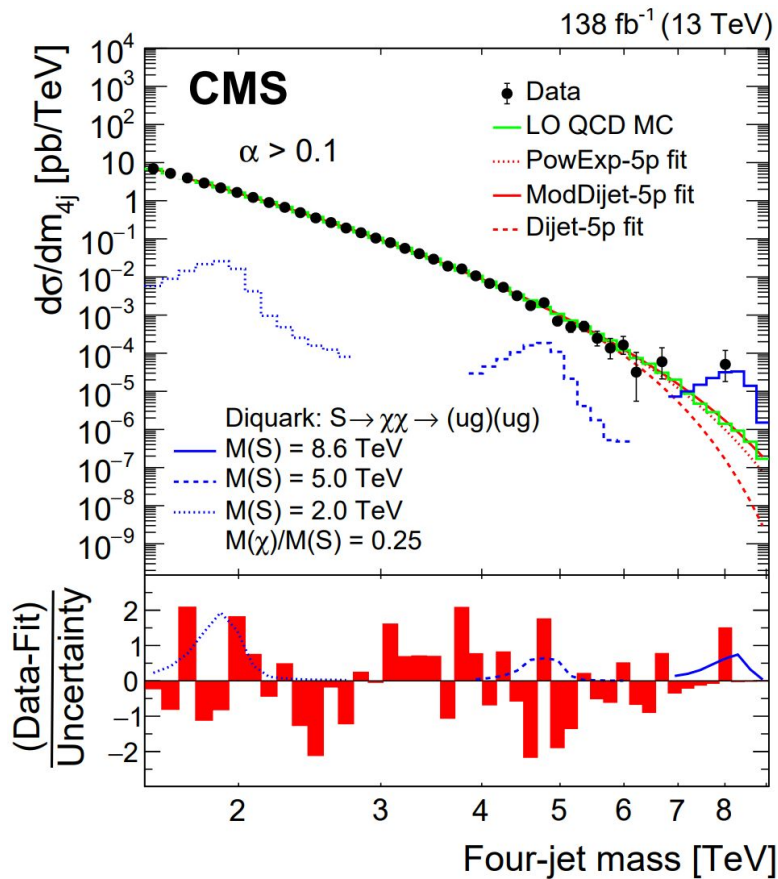 138 fb⁻¹ (13 TeV)
CMS
α > 0.1
Data
LO QCD MC
PowExp-5p fit
ModDijet-5p fit
Dijet-5p fit
dσ/dm₄ⱼ [pb/TeV]
10⁴
10³
10²
10
1
10⁻¹
10⁻²
10⁻³
10⁻⁴
10⁻⁵
10⁻⁶
10⁻⁷
10⁻⁸
10⁻⁹
Diquark: S → χχ → (ug)(ug)
M(S) = 8.6 TeV
M(S) = 5.0 TeV
M(S) = 2.0 TeV
M(χ)/M(S) = 0.25
(Data-Fit)
Uncertainty
2
1
0
−1
−2
2 3 4 5 6 7 8
Four-jet mass [TeV]